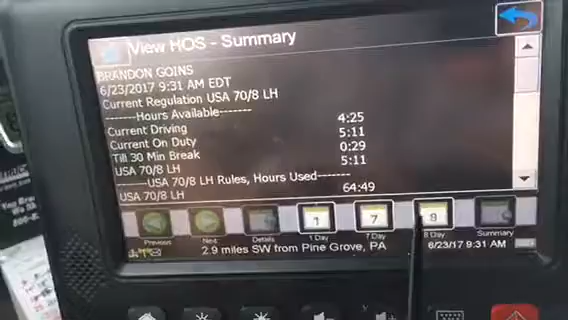 View HOS - Summary
BRANDON GOINS
6/23/2017 9:31 AM EDT
Current Regulation USA 70/8 LH
-------Hours Available-------
Current Driving 4:25
Current On Duty 5:11
Till 30 Min Break 0:29
USA 70/8 LH 5:11
-------USA 70/8 LH Rules, Hours Used-------
USA 70/8 LH 64:49
1 7 8
Previous Next Details 1 Day 7 Day 8 Day Summary
2.9 miles SW from Pine Grove, PA 6/23/17 9:31 AM